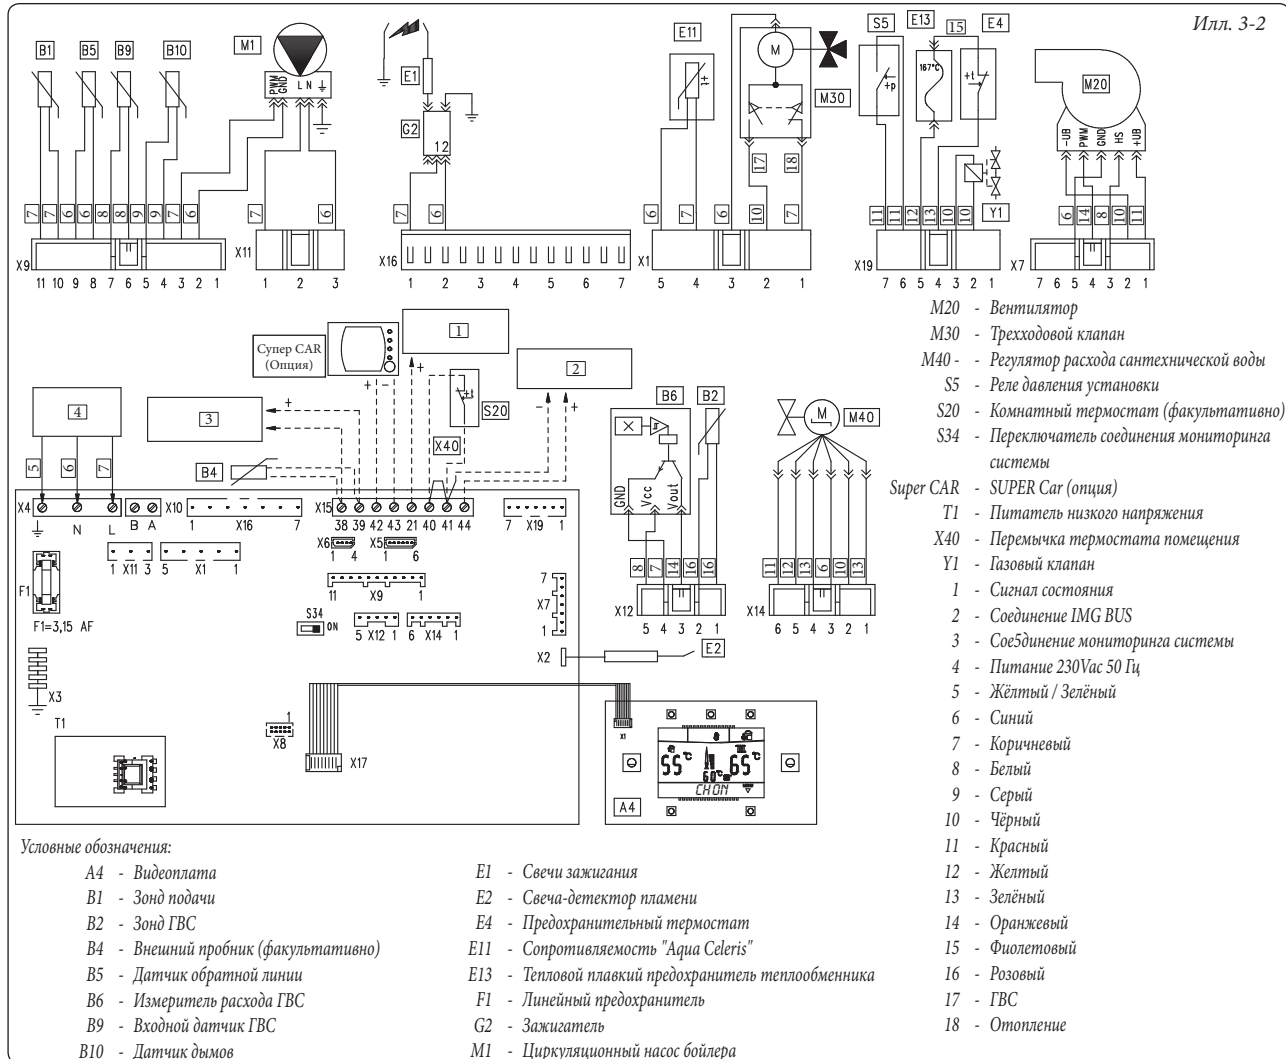 Илл. 3-2
B1 B5 B9 B10 M1 E1 E11 S5 E13 15 E4
PWM GND L N
G2 12
M
M30
167°C
+t
+p
M20
-UB PWM GND HS +UB
17 18
Y1
7 7 6 6 8 8 9 9 7 6
7 6
7 6
6 4 6 10 7
11 11 12 13 10 10
6 14 8 10 11
X9 X11 X16 X1 X19 X7
11 10 9 8 7 6 5 4 3 2 1
1 2 3
1 2 3 4 5 6 7
5 4 3 2 1
7 6 5 4 3 2 1
7 6 5 4 3 2 1
Супер CAR
(Опция)
1
2
3
4
+ -
+
S20
X40
B4
5 6 7
B6 B2 M40
M
GND Vcc Vout
8 7 14 16 16
11 12 13 6 10 13
X12 5 4 3 2 1
X14 6 5 4 3 2 1
X4 N L B A
X10 1 X16 7
X15 38 39 42 43 21 40 41 44
7 X19 1
1 X11 3
5 X1 1
X6 1 4
X5 1 6
11 X9 1
F1
F1=3,15 AF
S34 ON
5 X12 1
6 X14 1
7 X7 1
X2
E2
X3
T1
1 X8
X17
X1
55 °C
60 °C
65 °C
CH ON
A4
M20 - Вентилятор
M30 - Трехходовой клапан
M40 - - Регулятор расхода сантехнической воды
S5 - Реле давления установки
S20 - Комнатный термостат (факультативно)
S34 - Переключатель соединения мониторинга
системы
Super CAR - SUPER Car (опция)
T1 - Питатель низкого напряжения
X40 - Перемычка термостата помещения
Y1 - Газовый клапан
1 - Сигнал состояния
2 - Соединение IMG BUS
3 - Сое5динение мониторинга системы
4 - Питание 230Vac 50 Гц
5 - Жёлтый / Зелёный
6 - Синий
7 - Коричневый
8 - Белый
9 - Серый
10 - Чёрный
11 - Красный
12 - Желтый
13 - Зелёный
14 - Оранжевый
15 - Фиолетовый
16 - Розовый
17 - ГВС
18 - Отопление
Условные обозначения:
A4 - Видеоплата
B1 - Зонд подачи
B2 - Зонд ГВС
B4 - Внешний пробник (факультативно)
B5 - Датчик обратной линии
B6 - Измеритель расхода ГВС
B9 - Входной датчик ГВС
B10 - Датчик дымов
E1 - Свечи зажигания
E2 - Свеча-детектор пламени
E4 - Предохранительный термостат
E11 - Сопротивляемость "Aqua Celeris"
E13 - Тепловой плавкий предохранитель теплообменника
F1 - Линейный предохранитель
G2 - Зажигатель
M1 - Циркуляционный насос бойлера